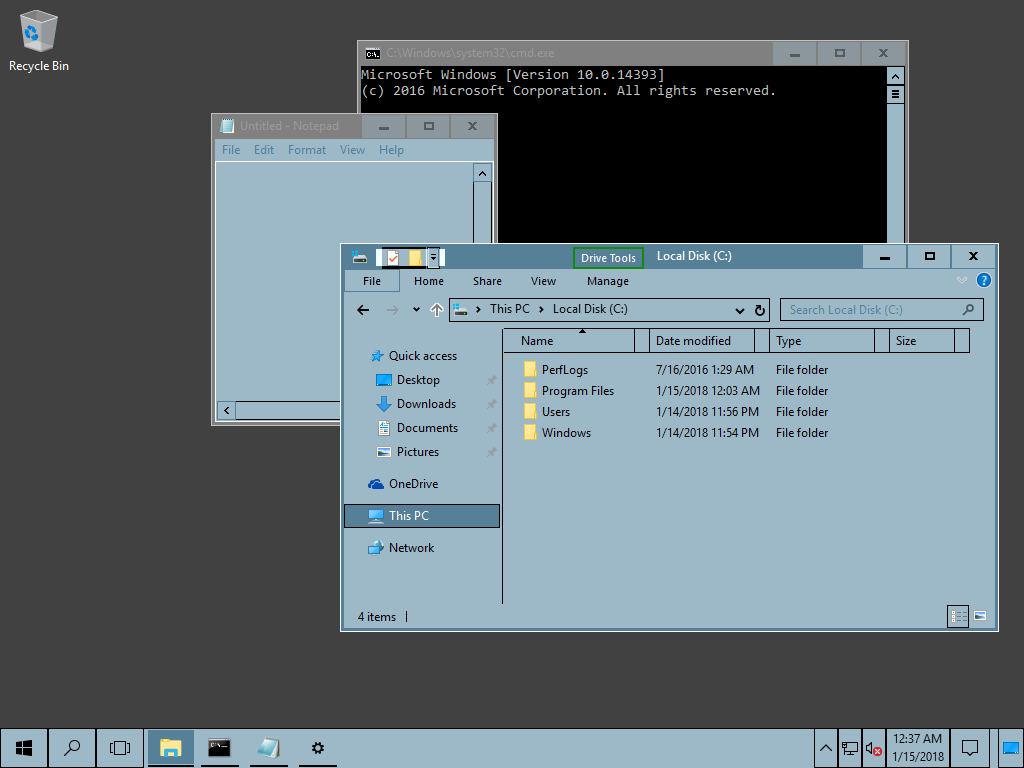 Recycle Bin
C:\Windows\system32\cmd.exe
Microsoft Windows [Version 10.0.14393]
(c) 2016 Microsoft Corporation. All rights reserved.
Untitled - Notepad
File Edit Format View Help
Drive Tools Local Disk (C:)
File Home Share View Manage
This PC Local Disk (C:) Search Local Disk (C:)
Name Date modified Type Size
Quick access
Desktop
Downloads
Documents
Pictures
OneDrive
This PC
Network
PerfLogs 7/16/2016 1:29 AM File folder
Program Files 1/15/2018 12:03 AM File folder
Users 1/14/2018 11:56 PM File folder
Windows 1/14/2018 11:54 PM File folder
4 items
12:37 AM
1/15/2018